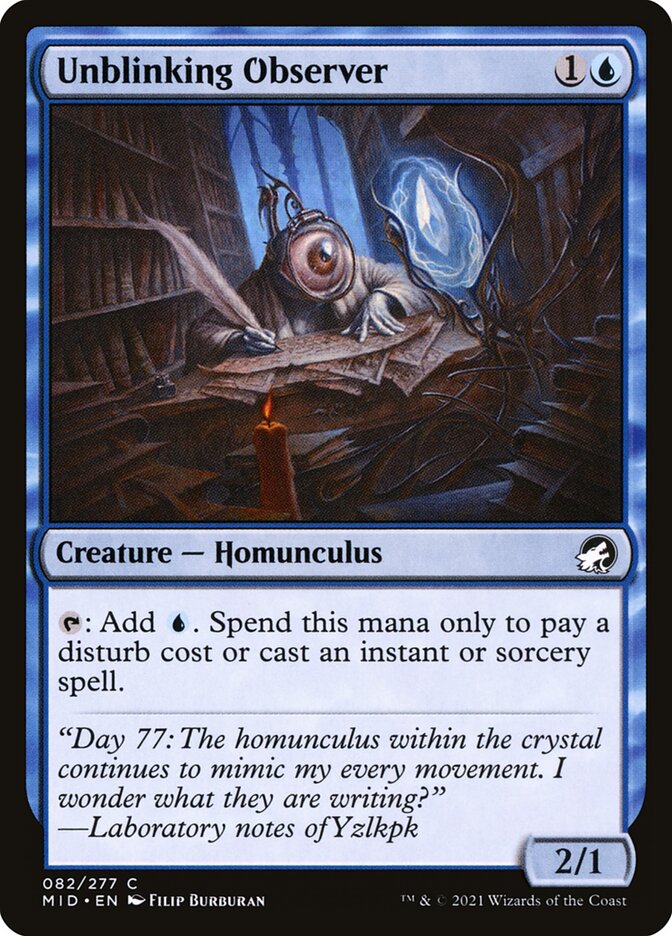 Unblinking Observer 1
Creature — Homunculus
: Add . Spend this mana only to pay a
disturb cost or cast an instant or sorcery
spell.
“Day 77: The homunculus within the crystal
continues to mimic my every movement. I
wonder what they are writing?”
—Laboratory notes of Yzlkpk
2/1
082/277 C
MID • EN Filip Burburan ™ & © 2021 Wizards of the Coast